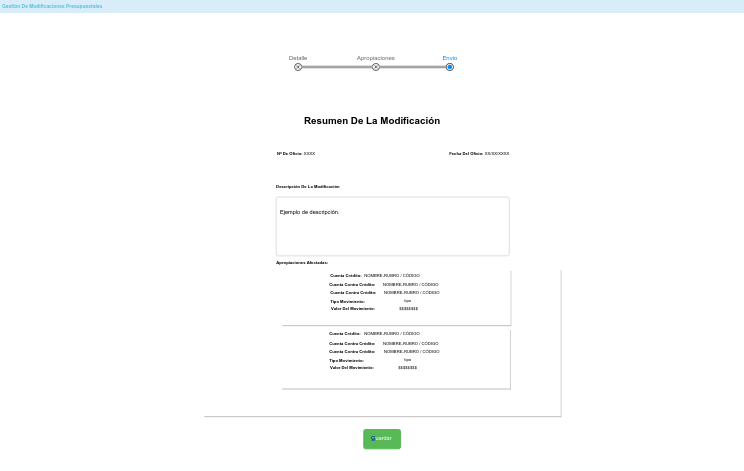 Gestión De Modificaciones Presupuestales
Detalle Apropiaciones Envío
Resumen De La Modificación
Nº De Oficio: XXXX Fecha Del Oficio: XX/XX/XXXX
Descripción De La Modificación:
Ejemplo de descripción.
Apropiaciones Afectadas:
Cuenta Crédito: NOMBRE-RUBRO / CÓDIGO
Cuenta Contra Crédito: NOMBRE-RUBRO / CÓDIGO
Cuenta Contra Crédito: NOMBRE-RUBRO / CÓDIGO
Tipo Movimiento: tipo
Valor Del Movimiento: $$$$$$$$
Cuenta Crédito: NOMBRE-RUBRO / CÓDIGO
Cuenta Contra Crédito: NOMBRE-RUBRO / CÓDIGO
Cuenta Contra Crédito: NOMBRE-RUBRO / CÓDIGO
Tipo Movimiento: tipo
Valor Del Movimiento: $$$$$$$$
Guardar